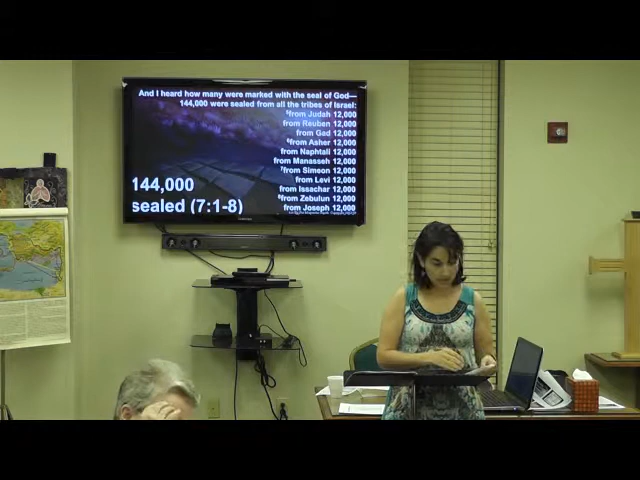 And I heard how many were marked with the seal of God—
144,000 were sealed from all the tribes of Israel:
⁵from Judah 12,000
from Reuben 12,000
from Gad 12,000
⁶from Asher 12,000
from Naphtali 12,000
from Manasseh 12,000
⁷from Simeon 12,000
from Levi 12,000
from Issachar 12,000
⁸from Zebulun 12,000
from Joseph 12,000
144,000
sealed (7:1-8)